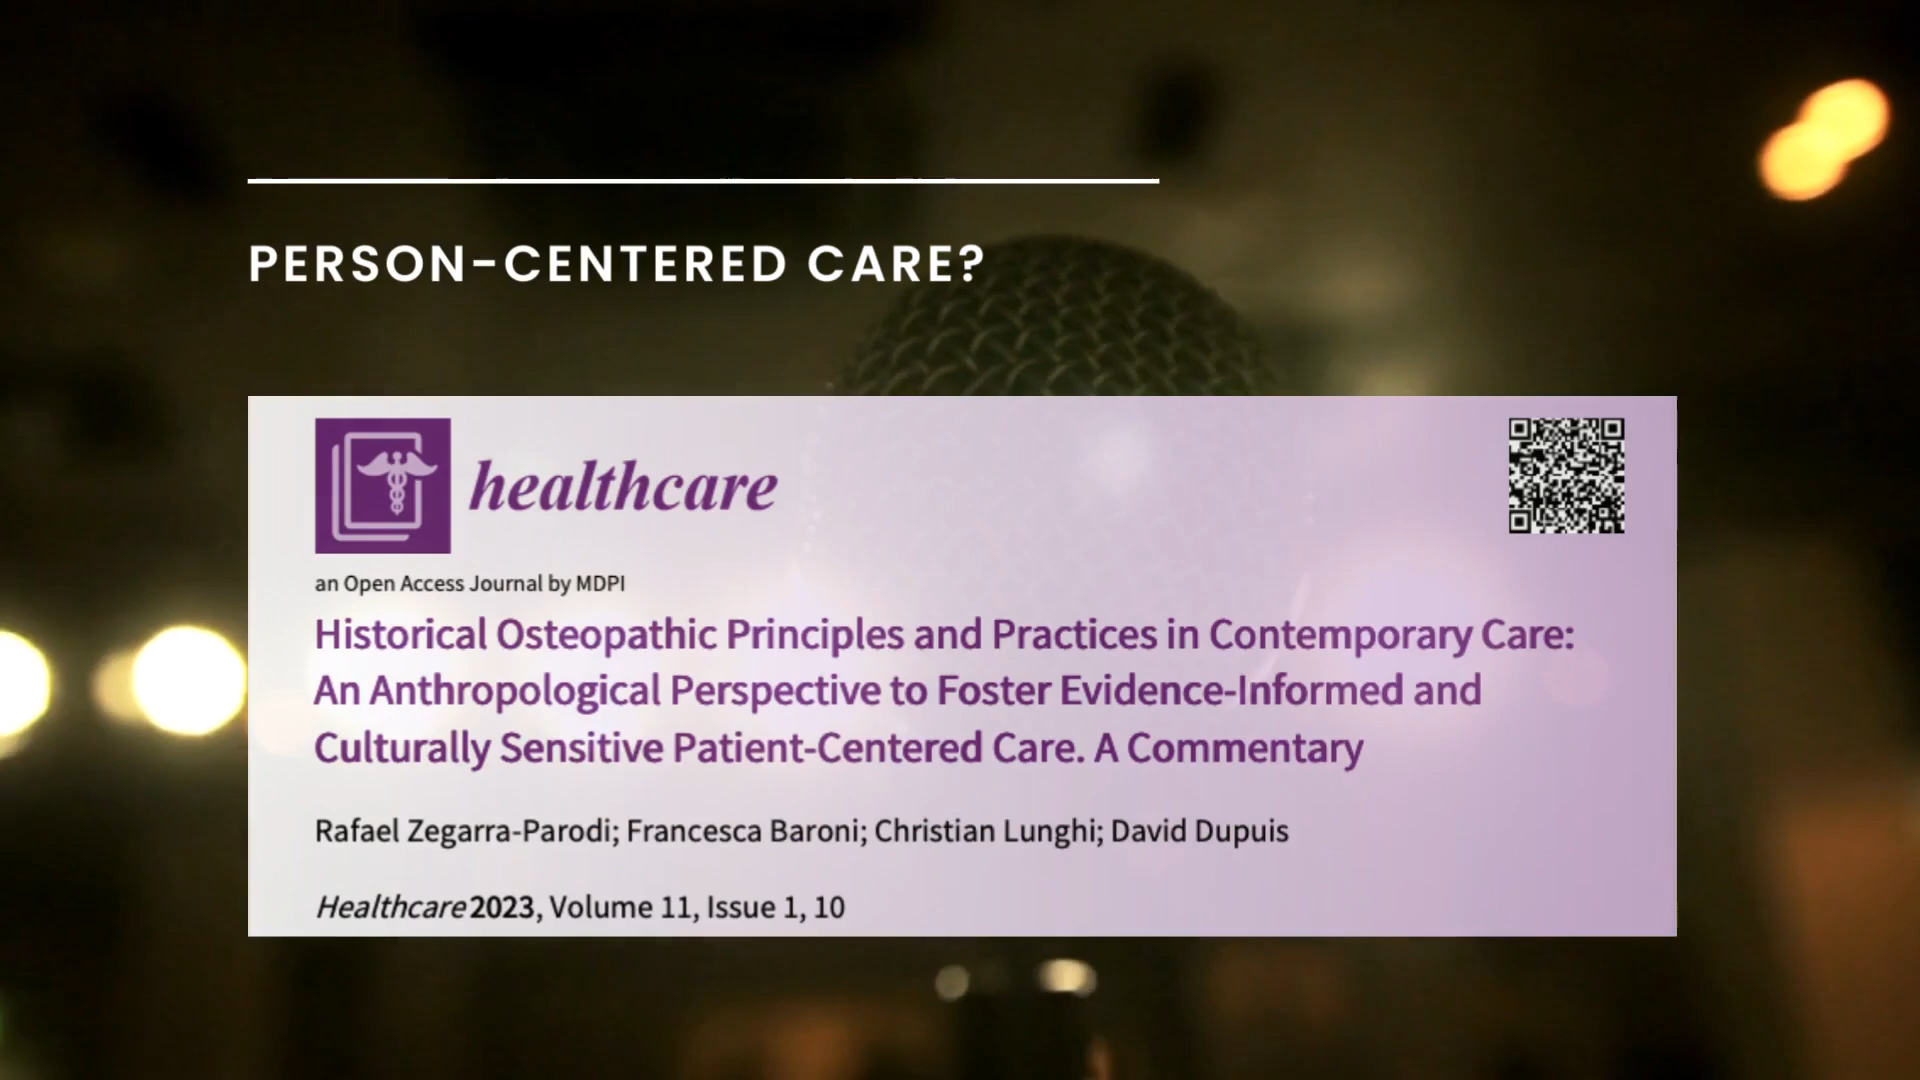 PERSON-CENTERED CARE?
healthcare
an Open Access Journal by MDPI
Historical Osteopathic Principles and Practices in Contemporary Care:
An Anthropological Perspective to Foster Evidence-Informed and
Culturally Sensitive Patient-Centered Care. A Commentary
Rafael Zegarra-Parodi; Francesca Baroni; Christian Lunghi; David Dupuis
Healthcare 2023, Volume 11, Issue 1, 10